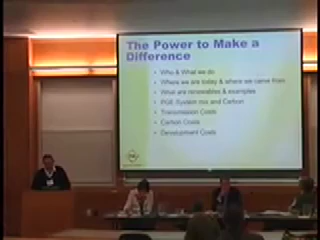 The Power to Make a
Difference
• Who & What we do
• Where we are today & where we came from
• What are renewables & examples
• PGE System mix and Carbon
• Transmission Costs
• Carbon Costs
• Development Costs